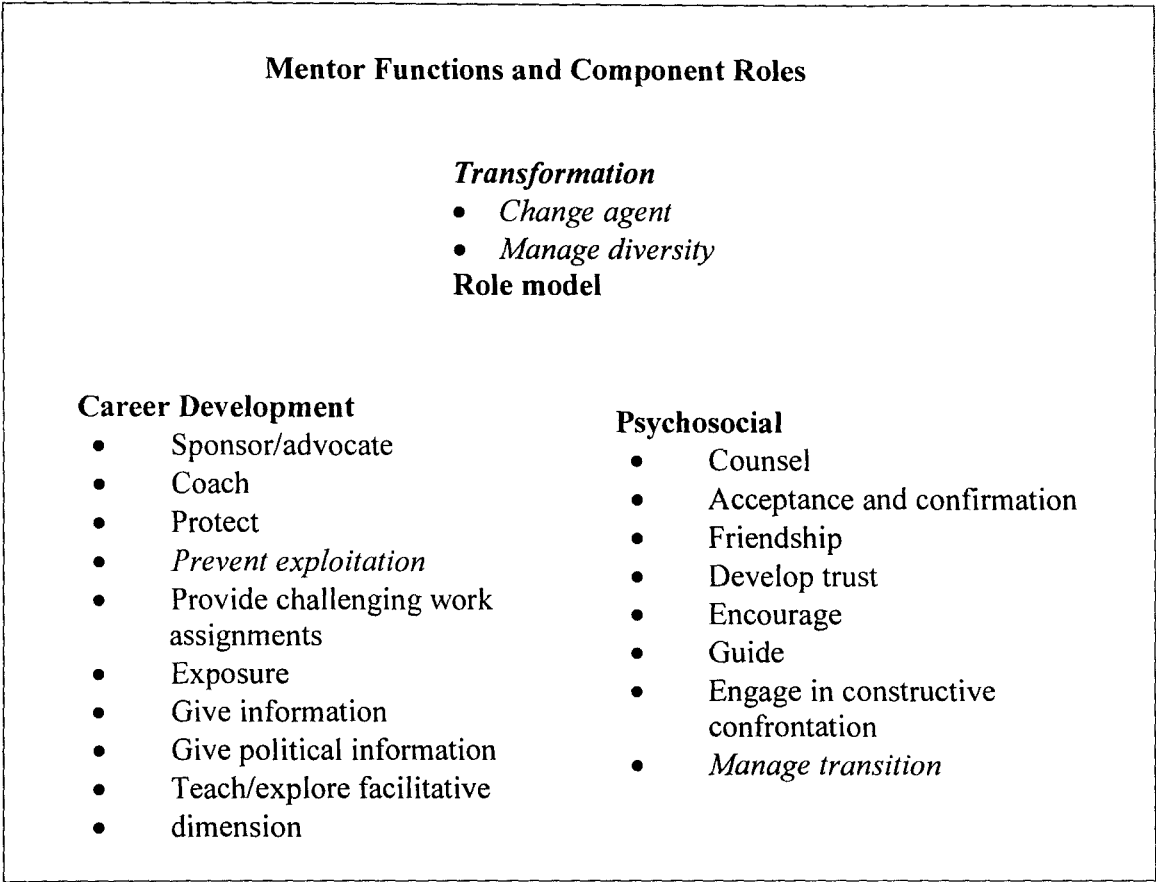 Mentor Functions and Component Roles
Transformation
• Change agent
• Manage diversity
Role model
Career Development
• Sponsor/advocate
• Coach
• Protect
• Prevent exploitation
• Provide challenging work
assignments
• Exposure
• Give information
• Give political information
• Teach/explore facilitative
• dimension
Psychosocial
• Counsel
• Acceptance and confirmation
• Friendship
• Develop trust
• Encourage
• Guide
• Engage in constructive
confrontation
• Manage transition